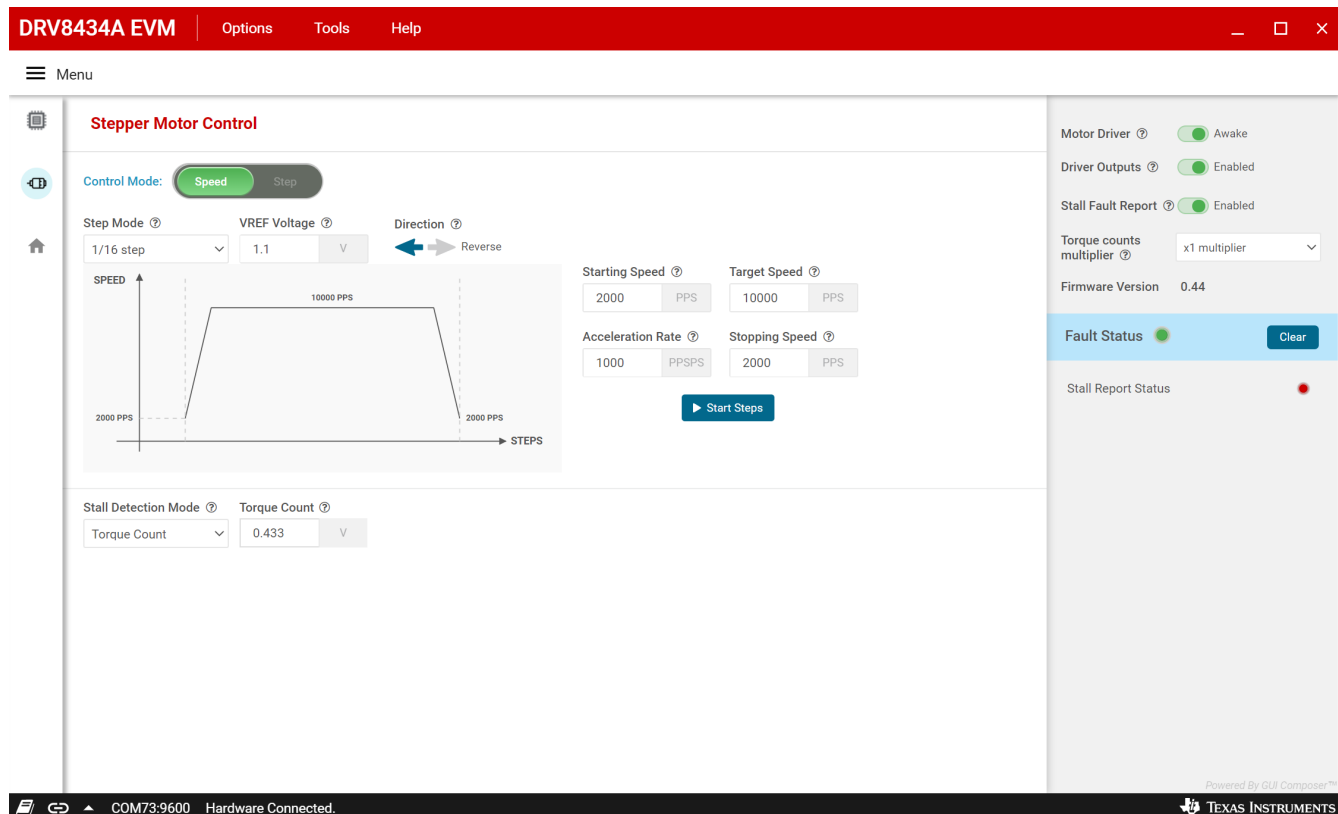 DRV8434A EVM Options Tools Help
Menu
Stepper Motor Control
Control Mode: Speed Step
Step Mode VREF Voltage Direction
1/16 step 1.1 V Reverse
SPEED
10000 PPS
2000 PPS 2000 PPS
STEPS
Starting Speed Target Speed
2000 PPS 10000 PPS
Acceleration Rate Stopping Speed
1000 PPSPS 2000 PPS
Start Steps
Stall Detection Mode Torque Count
Torque Count 0.433 V
Motor Driver Awake
Driver Outputs Enabled
Stall Fault Report Enabled
Torque counts
multiplier x1 multiplier
Firmware Version 0.44
Fault Status Clear
Stall Report Status
Powered By GUI Composer™
COM73:9600 Hardware Connected. TEXAS INSTRUMENTS